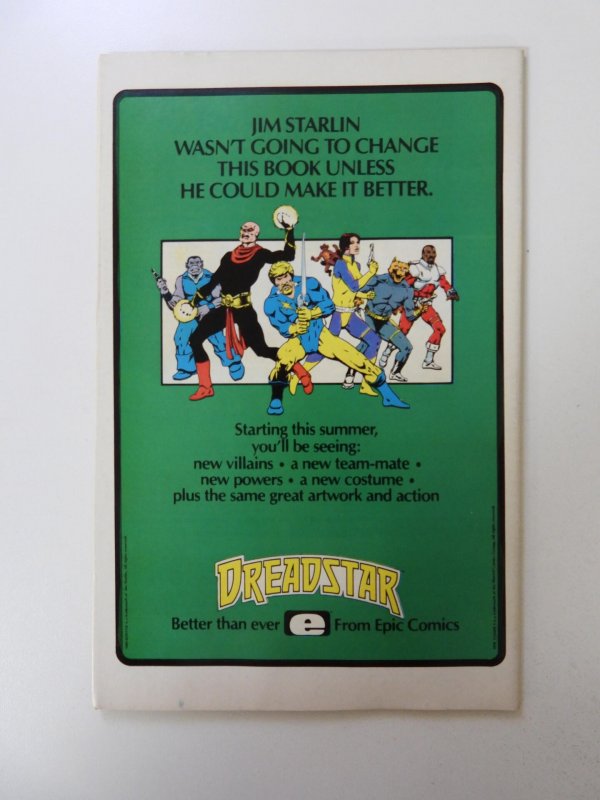 JIM STARLIN
WASN'T GOING TO CHANGE
THIS BOOK UNLESS
HE COULD MAKE IT BETTER.
Starting this summer,
you'll be seeing:
new villains • a new team-mate •
new powers • a new costume •
plus the same great artwork and action
DREADSTAR
Better than ever e From Epic Comics